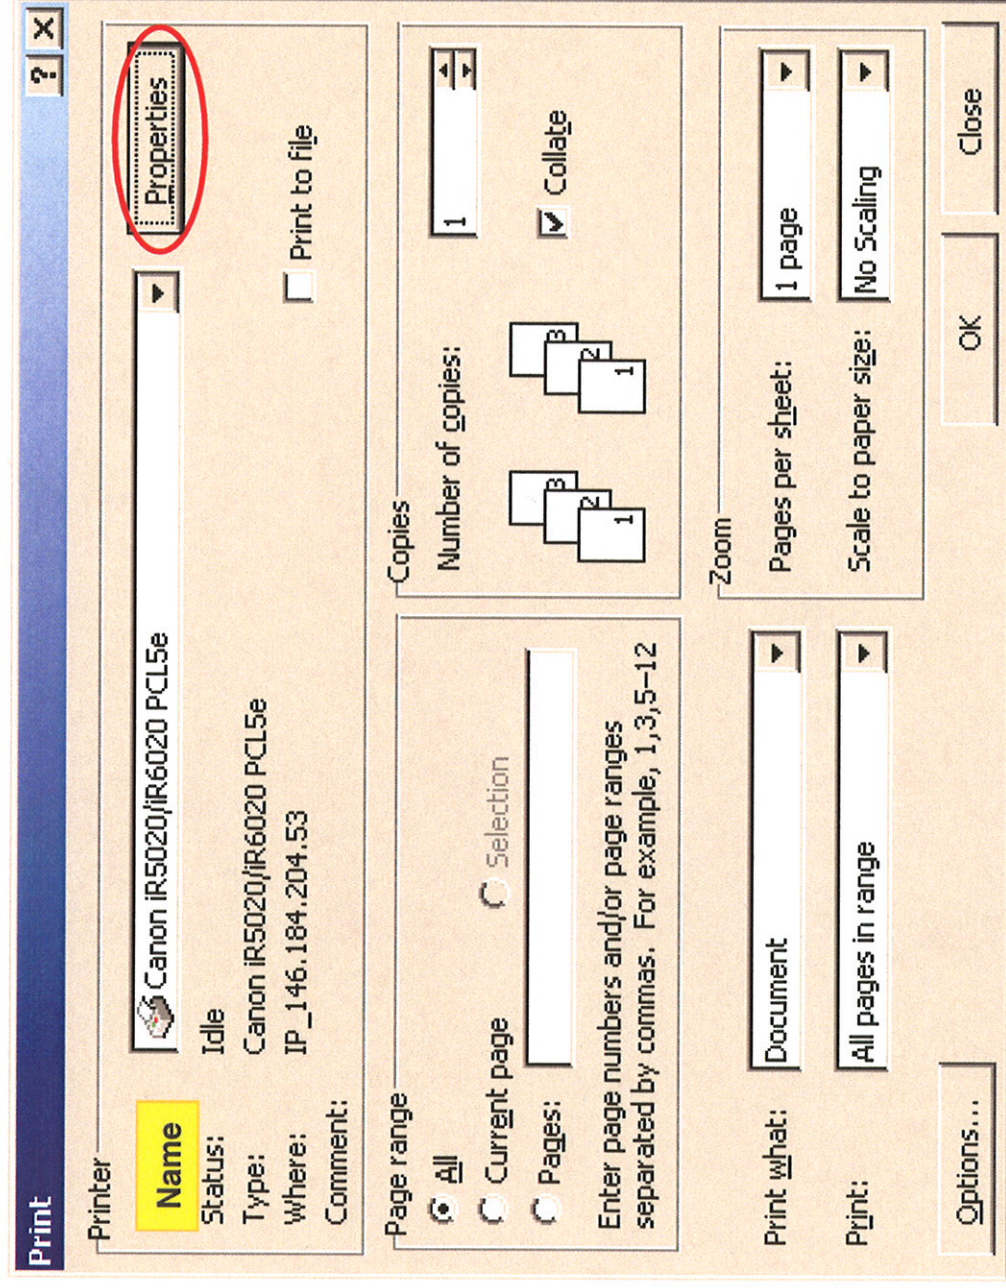 Print
? ×
Printer
Name
Canon iR5020/iR6020 PCL5e
Properties
Status:
Idle
Type:
Canon iR5020/iR6020 PCL5e
Where:
IP_146.184.204.53
Comment:
Print to file
Page range
All
Current page
Selection
Pages:
Enter page numbers and/or page ranges
separated by commas. For example, 1,3,5-12
Copies
Number of copies:
1
1
2
3
1
2
3
Collate
Print what:
Document
Print:
All pages in range
Zoom
Pages per sheet:
1 page
Scale to paper size:
No Scaling
Options...
OK
Close